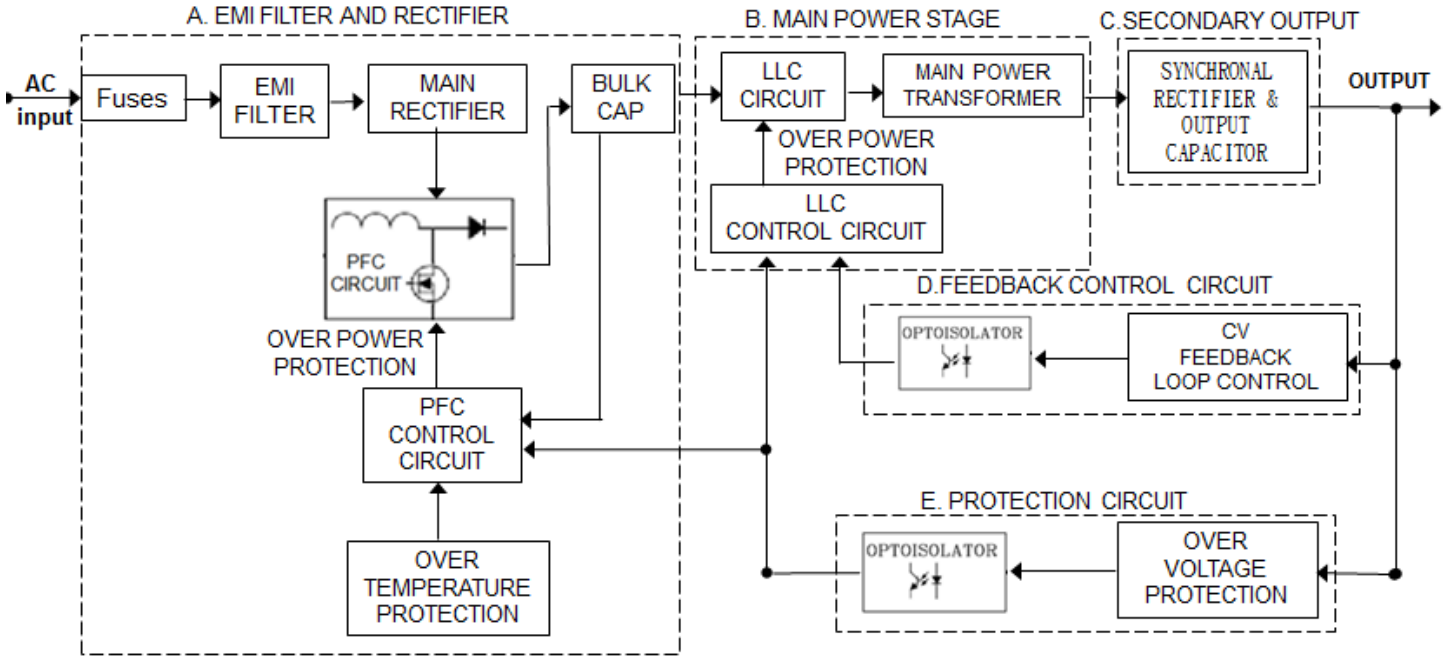 A. EMI FILTER AND RECTIFIER
B. MAIN POWER STAGE
C.SECONDARY OUTPUT
AC
input
Fuses
EMI
FILTER
MAIN
RECTIFIER
BULK
CAP
LLC
CIRCUIT
MAIN POWER
TRANSFORMER
SYNCHRONAL
RECTIFIER &
OUTPUT
CAPACITOR
OUTPUT
OVER POWER
PROTECTION
LLC
CONTROL CIRCUIT
PFC
CIRCUIT
OVER POWER
PROTECTION
PFC
CONTROL
CIRCUIT
OVER
TEMPERATURE
PROTECTION
D.FEEDBACK CONTROL CIRCUIT
OPTOISOLATOR
CV
FEEDBACK
LOOP CONTROL
E. PROTECTION CIRCUIT
OPTOISOLATOR
OVER
VOLTAGE
PROTECTION